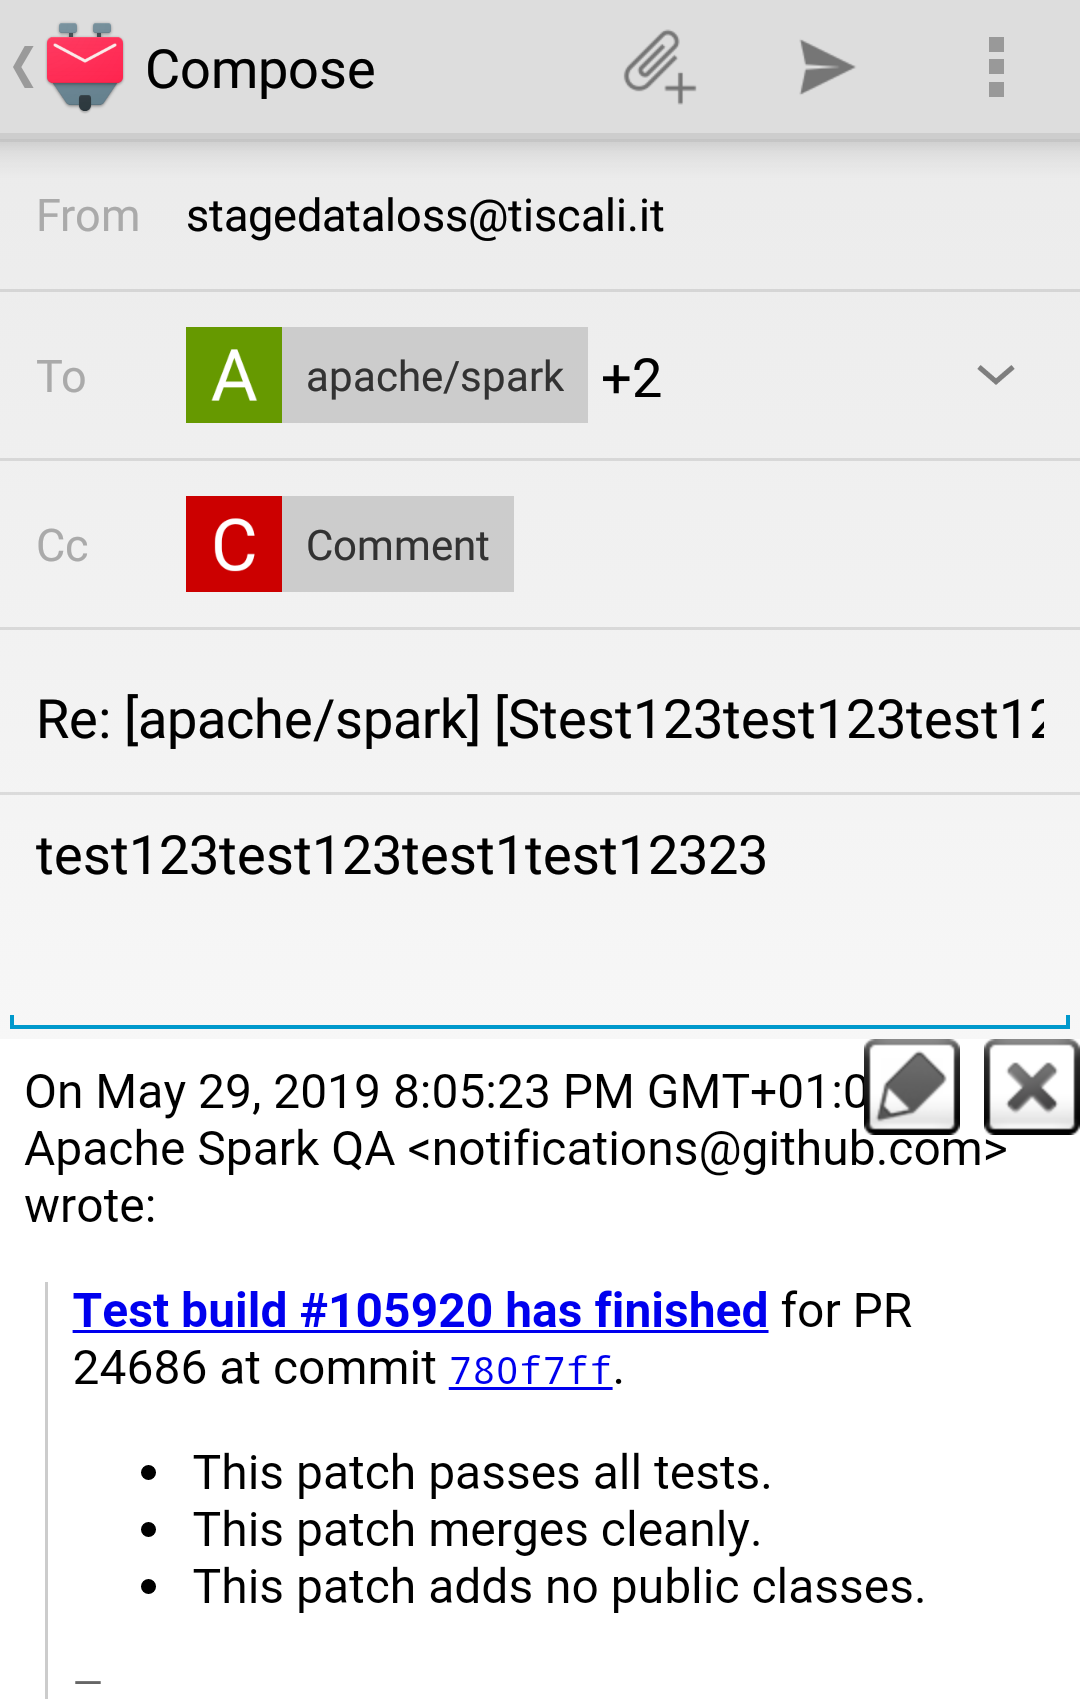 Compose
From stagedataloss@tiscali.it
To A apache/spark +2
Cc C Comment
Re: [apache/spark] [Stest123test123test12
test123test123test1test12323
On May 29, 2019 8:05:23 PM GMT+01:0
Apache Spark QA <notifications@github.com>
wrote:
Test build #105920 has finished for PR
24686 at commit 780f7ff.
• This patch passes all tests.
• This patch merges cleanly.
• This patch adds no public classes.
—